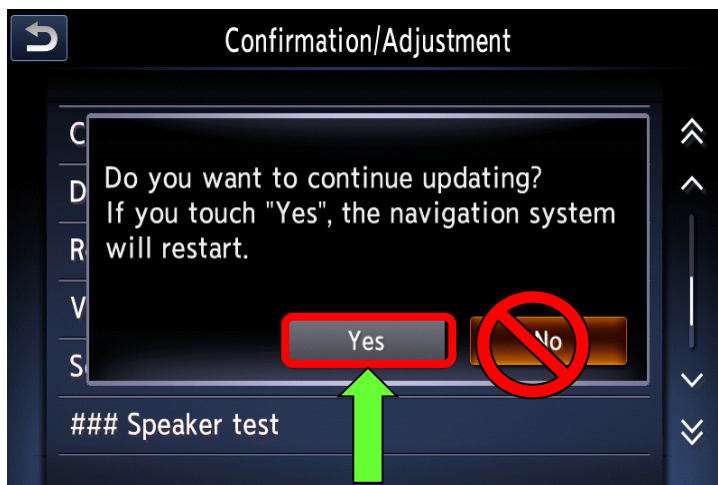 Confirmation/Adjustment
C
Do you want to continue updating?
D
If you touch "Yes", the navigation system
R
will restart.
V
Yes
No
S
### Speaker test